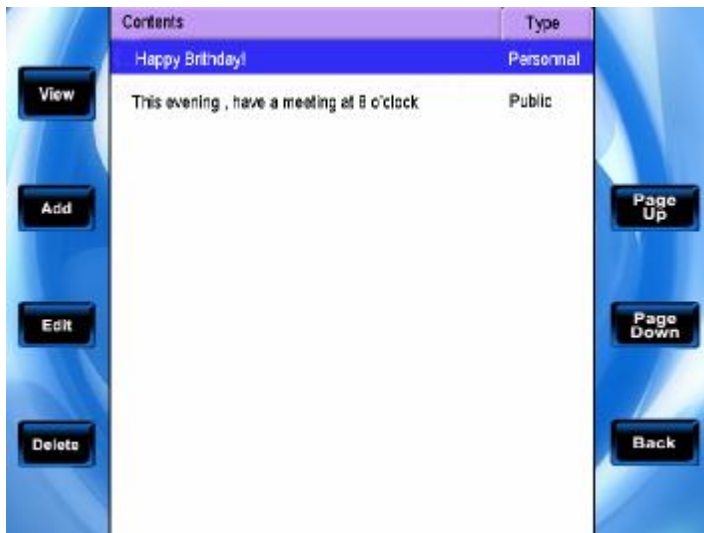 Contents Type
Happy Brithday! Personnal
This evening , have a meeting at 8 o'clock Public
View
Add
Edit
Delete
Page
Up
Page
Down
Back